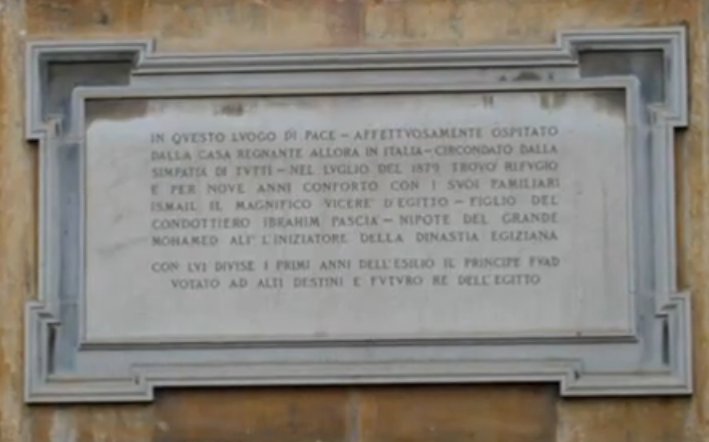 IN QVESTO LVOGO DI PACE – AFFETTVOSAMENTE OSPITATO
DALLA CASA REGNANTE ALLORA IN ITALIA – CIRCONDATO DALLA
SIMPATIA DI TVTTI – NEL LVGLIO DEL 1879 TROVO' RIFVGIO
E PER NOVE ANNI CONFORTO CON I SVOI FAMILIARI
ISMAIL IL MAGNIFICO VICERE' D'EGITTO – FIGLIO DEL
CONDOTTIERO IBRAHIM PASCIA' – NIPOTE DEL GRANDE
MOHAMED ALI' L'INIZIATORE DELLA DINASTIA EGIZIANA
CON LVI DIVISE I PRIMI ANNI DELL'ESILIO IL PRINCIPE FVAD
VOTATO AD ALTI DESTINI E FVTVRO RE DELL'EGITTO